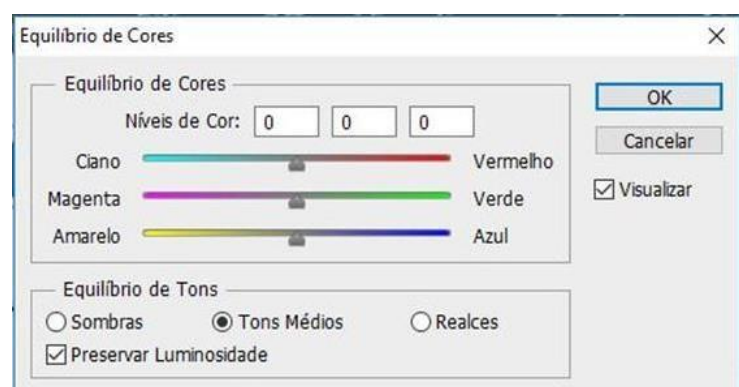 Equilíbrio de Cores
Equilíbrio de Cores
Níveis de Cor: 0 0 0
Ciano Vermelho
Magenta Verde
Amarelo Azul
OK
Cancelar
Visualizar
Equilíbrio de Tons
Sombras Tons Médios Realces
Preservar Luminosidade